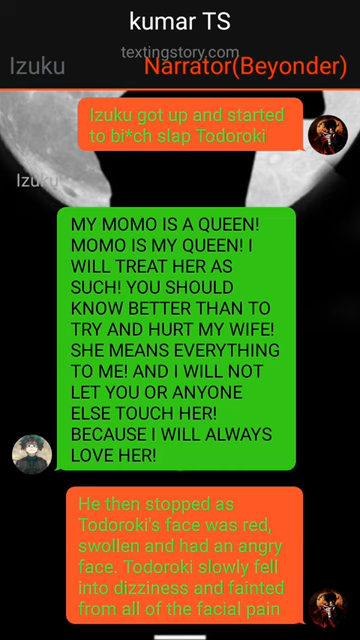 kumar TS
textingstory.com
Izuku
Narrator(Beyonder)
Izuku got up and started
to bi*ch slap Todoroki
Izuku
MY MOMO IS A QUEEN!
MOMO IS MY QUEEN! I
WILL TREAT HER AS
SUCH! YOU SHOULD
KNOW BETTER THAN TO
TRY AND HURT MY WIFE!
SHE MEANS EVERYTHING
TO ME! AND I WILL NOT
LET YOU OR ANYONE
ELSE TOUCH HER!
BECAUSE I WILL ALWAYS
LOVE HER!
He then stopped as
Todoroki's face was red,
swollen and had an angry
face. Todoroki slowly fell
into dizziness and fainted
from all of the facial pain